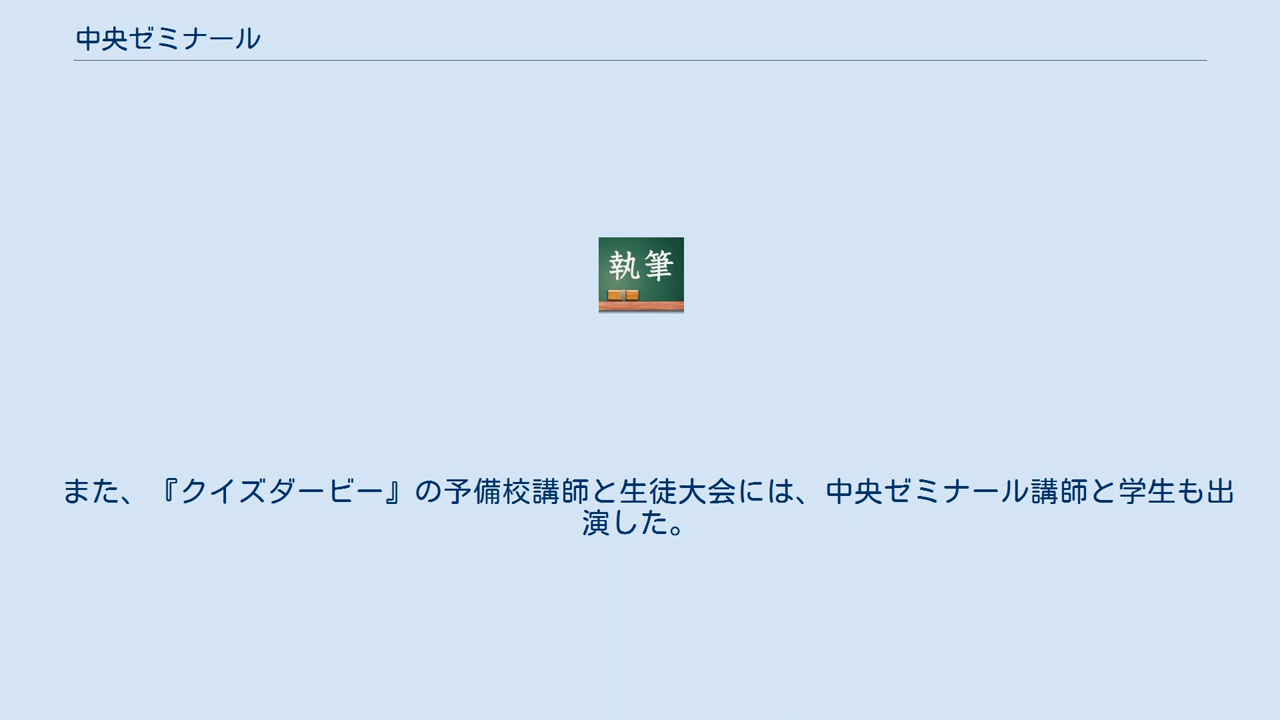 中央ゼミナール
執筆
また、『クイズダービー』の予備校講師と生徒大会には、中央ゼミナール講師と学生も出
演した。